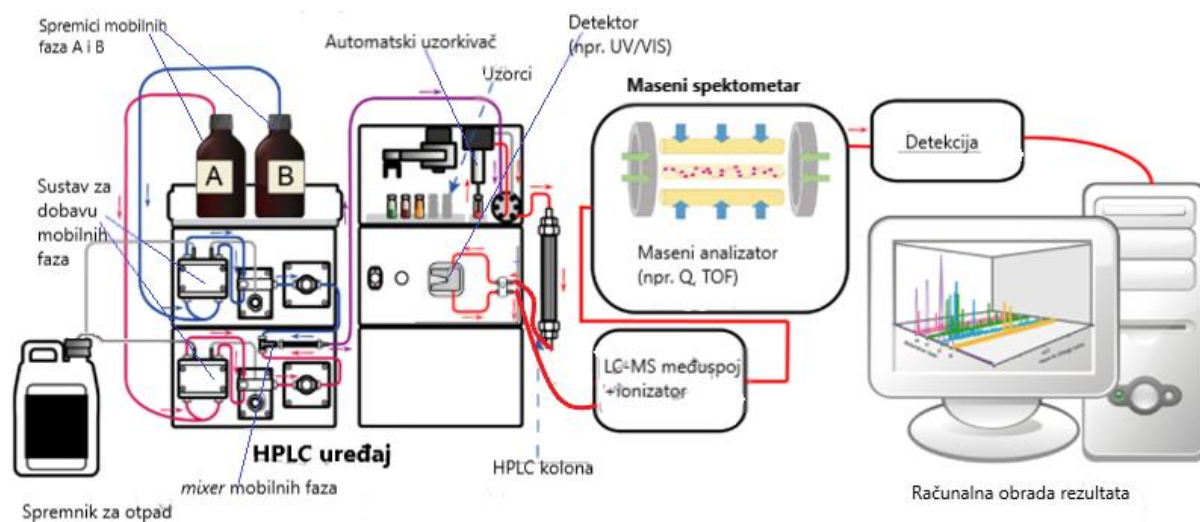 Spremici mobilnih
faza A i B
Automatski uzorkivač
Detektor
(npr. UV/VIS)
Uzorci
Maseni spektometar
Detekcija
A
B
Sustav za
dobavu
mobilnih
faza
Maseni analizator
(npr. Q, TOF)
LC-MS međuspoj
+ionizator
HPLC uređaj
HPLC kolona
mixer mobilnih faza
Spremnik za otpad
Računalna obrada rezultata